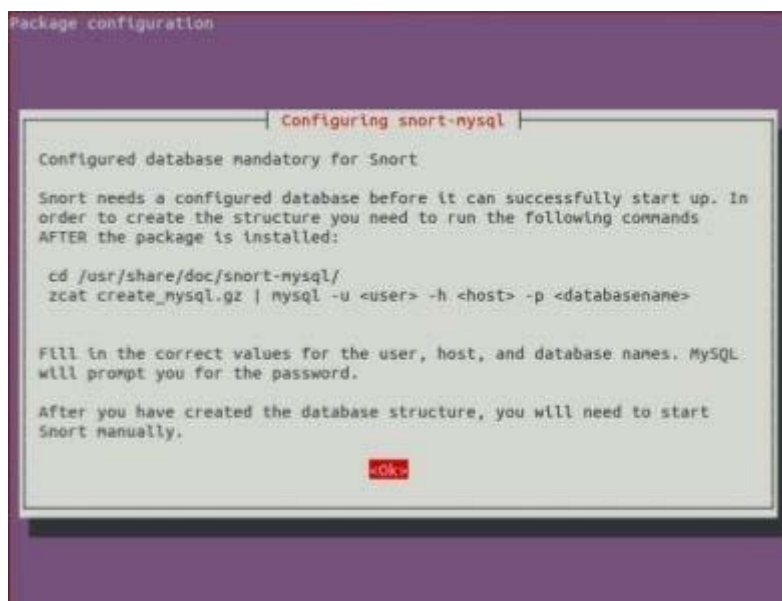 Package configuration
Configuring snort-mysql
Configured database mandatory for Snort
Snort needs a configured database before it can successfully start up. In
order to create the structure you need to run the following commands
AFTER the package is installed:
cd /usr/share/doc/snort-mysql/
zcat create_mysql.gz | mysql -u <user> -h <host> -p <databasename>
Fill in the correct values for the user, host, and database names. MySQL
will prompt you for the password.
After you have created the database structure, you will need to start
Snort manually.
<Ok>